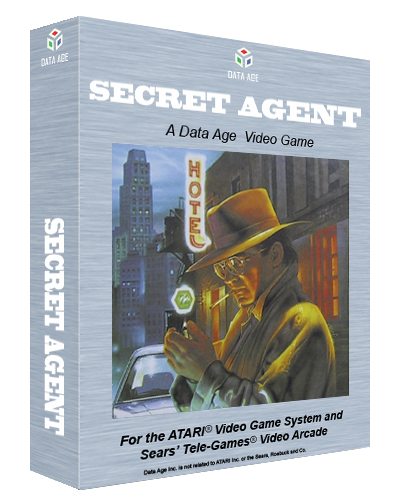 DATA AGE
SECRET AGENT
DATA AGE
SECRET AGENT
A Data Age Video Game
HOTEL
For the ATARI® Video Game System and
Sears' Tele-Games® Video Arcade
Data Age Inc. is not related to ATARI Inc. or the Sears, Roebuck and Co.